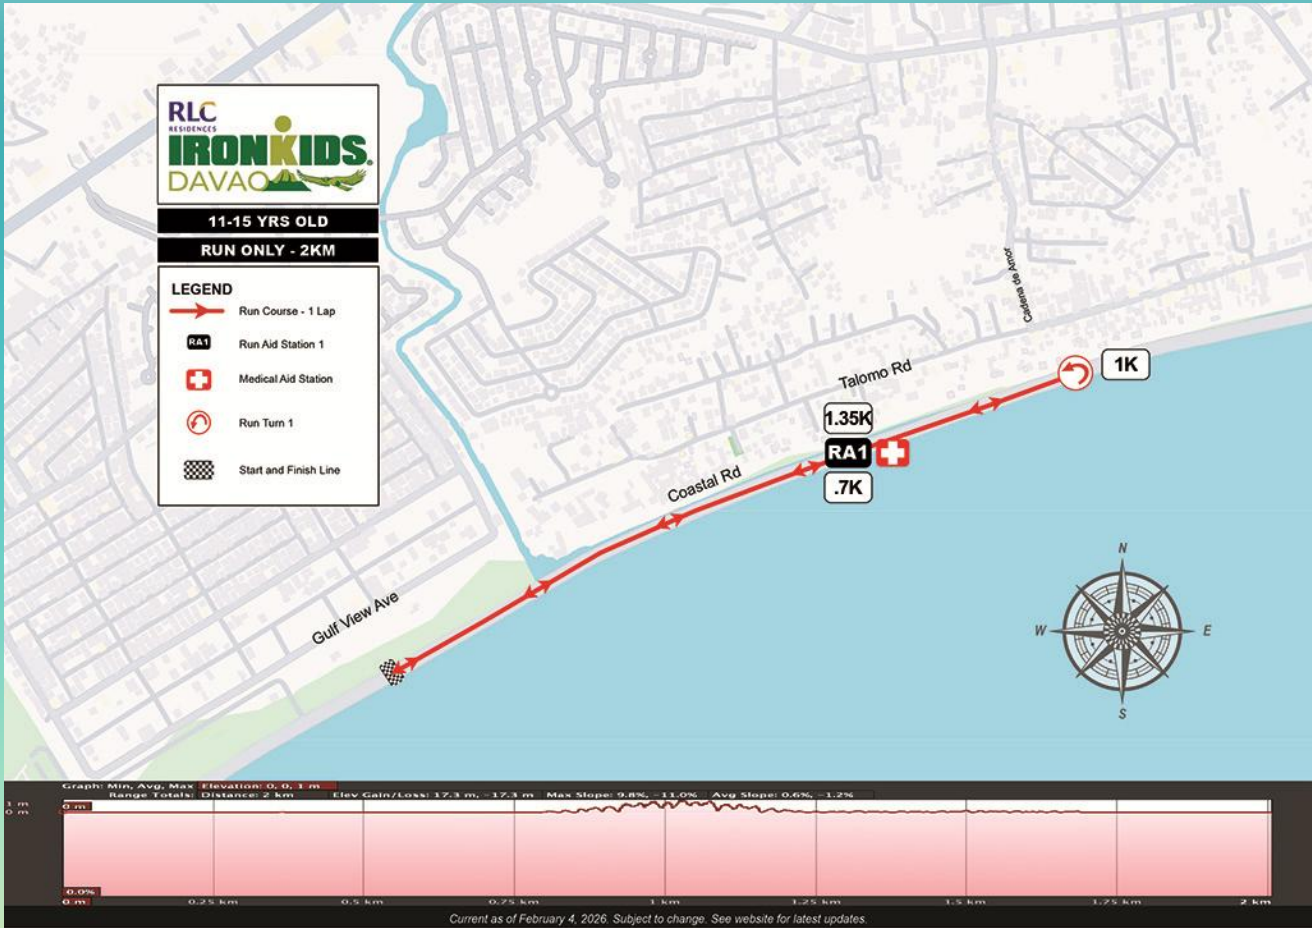 RLC
RESIDENCES
IRONKIDS®
DAVAO
11-15 YRS OLD
RUN ONLY - 2KM
LEGEND
Run Course - 1 Lap
RA1 Run Aid Station 1
Medical Aid Station
Run Turn 1
Start and Finish Line
Cadena de Amor
Talomo Rd
1K
1.35K
RA1
.7K
Coastal Rd
Gulf View Ave
N
W
E
S
Graph: Min, Avg, Max Elevation: 0, 0, 1 m
Range Totals: Distance: 2 km Elev Gain/Loss: 17.3 m, -17.3 m Max Slope: 9.8%, -11.0% Avg Slope: 0.6%, -1.2%
1 m
0 m
0 m
0.0%
0 m 0.25 km 0.5 km 0.75 km 1 km 1.25 km 1.5 km 1.75 km 2 km
Current as of February 4, 2026. Subject to change. See website for latest updates.